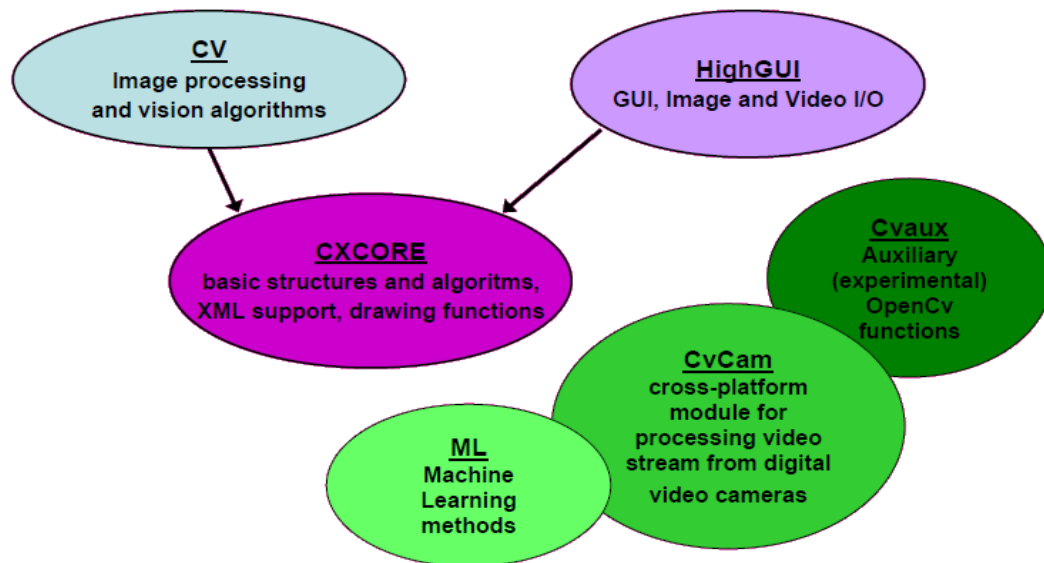 CV
Image processing
and vision algorithms
HighGUI
GUI, Image and Video I/O
CXCORE
basic structures and algoritms,
XML support, drawing functions
Cvaux
Auxiliary
(experimental)
OpenCv
functions
CvCam
cross-platform
module for
processing video
stream from digital
video cameras
ML
Machine
Learning
methods